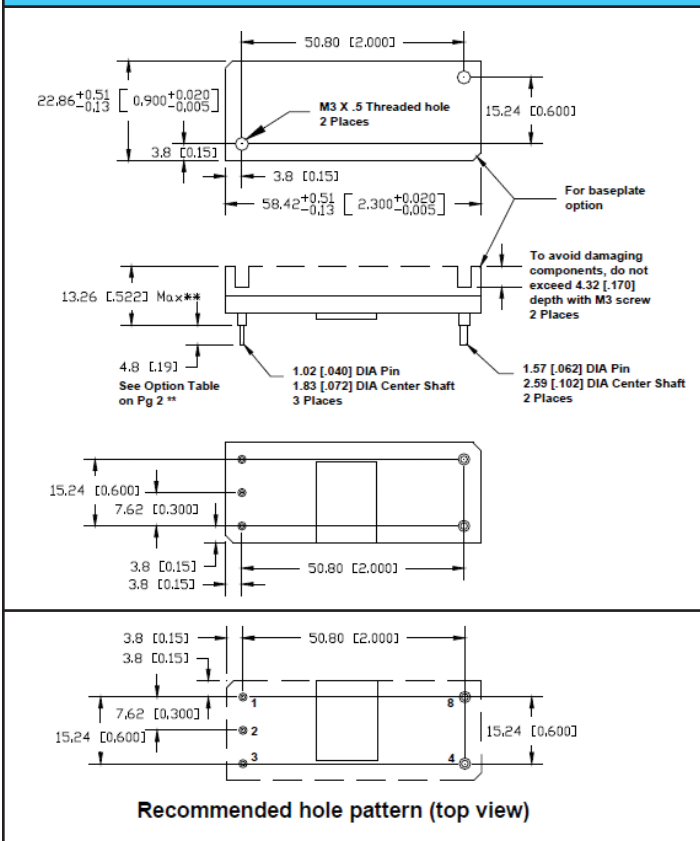 50.80 [2.000]
22.86+0.51-0.13 [ 0.900+0.020-0.005 ]
M3 X .5 Threaded hole
2 Places
15.24 [0.600]
3.8 [0.15]
3.8 [0.15]
58.42+0.51-0.13 [ 2.300+0.020-0.005 ]
For baseplate
option
To avoid damaging
components, do not
exceed 4.32 [.170]
depth with M3 screw
2 Places
13.26 [.522] Max**
4.8 [.19]
See Option Table
on Pg 2 **
1.02 [.040] DIA Pin
1.83 [.072] DIA Center Shaft
3 Places
1.57 [.062] DIA Pin
2.59 [.102] DIA Center Shaft
2 Places
15.24 [0.600]
7.62 [0.300]
3.8 [0.15]
3.8 [0.15]
50.80 [2.000]
3.8 [0.15]
50.80 [2.000]
3.8 [0.15]
1
8
7.62 [0.300]
2
15.24 [0.600]
15.24 [0.600]
3
4
Recommended hole pattern (top view)